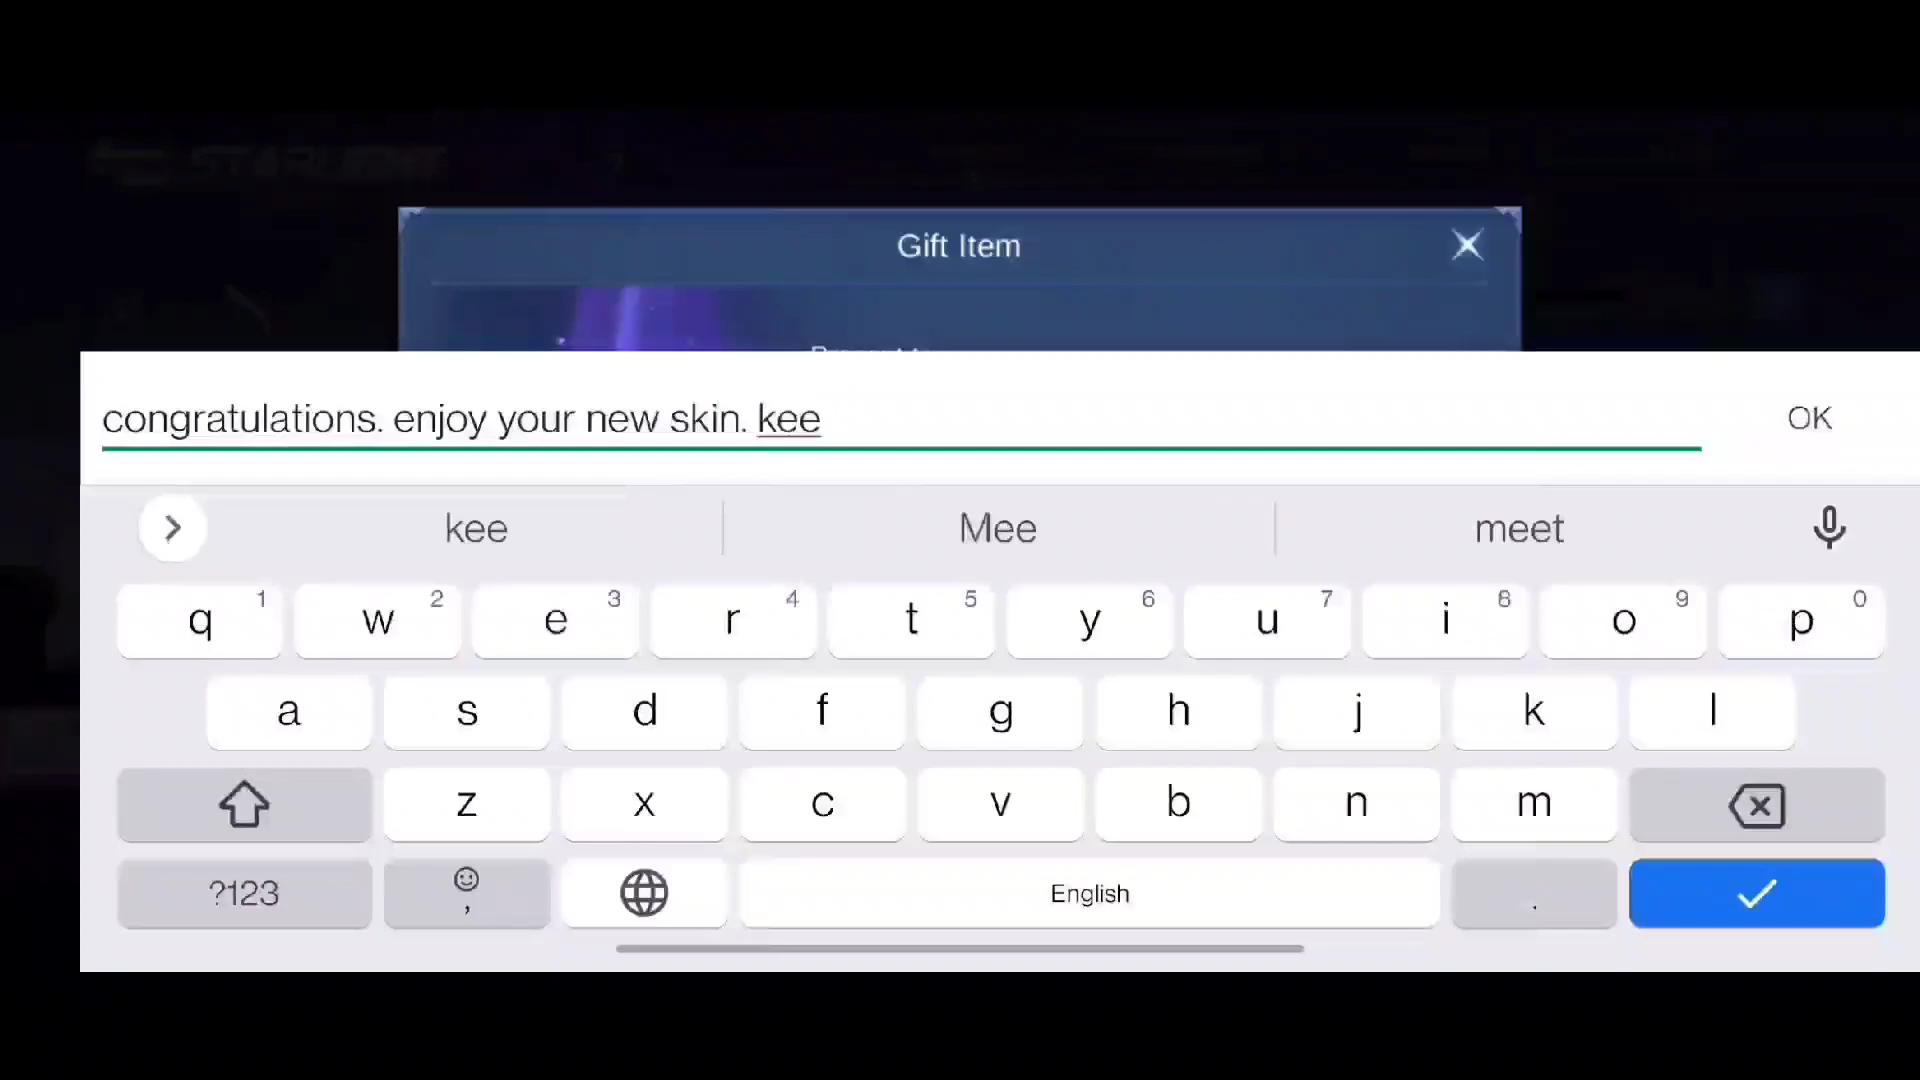 STARLIGHT
Gift Item
congratulations. enjoy your new skin. kee
OK
kee
Mee
meet
q 1 w 2 e 3 r 4 t 5 y 6 u 7 i 8 o 9 p 0
a s d f g h j k l
z x c v b n m
?123 , English .